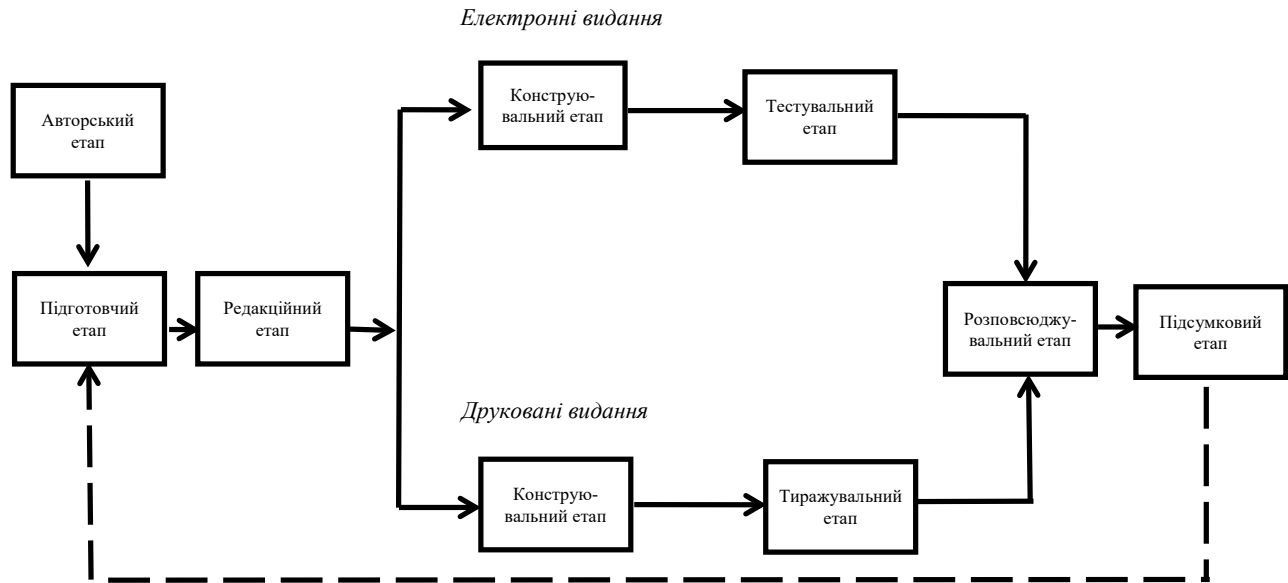 Електронні видання
Авторський
етап
Конструю-
вальний етап
Тестувальний
етап
Підготовчий
етап
Редакційний
етап
Розповсюджу-
вальний етап
Підсумковий
етап
Друковані видання
Конструю-
вальний етап
Тиражувальний
етап